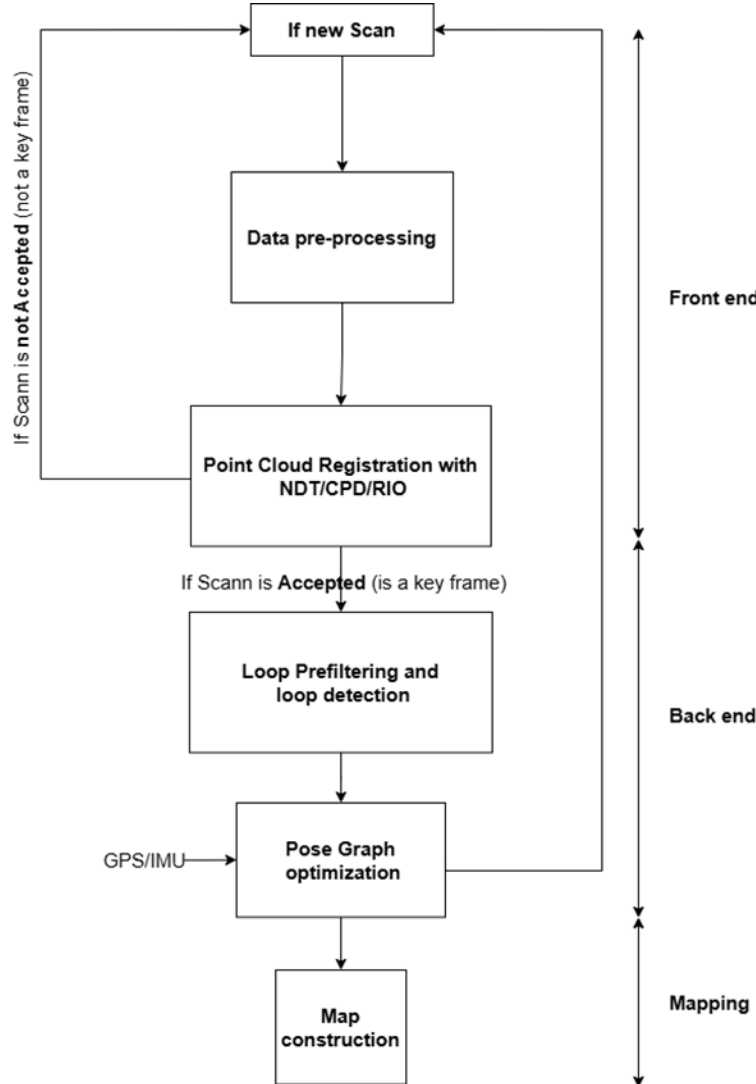 If new Scan
If Scann is not Accepted (not a key frame)
Data pre-processing
Front end
Point Cloud Registration with
NDT/CPD/RIO
If Scann is Accepted (is a key frame)
Loop Prefiltering and
loop detection
Back end
GPS/IMU
Pose Graph
optimization
Map
construction
Mapping